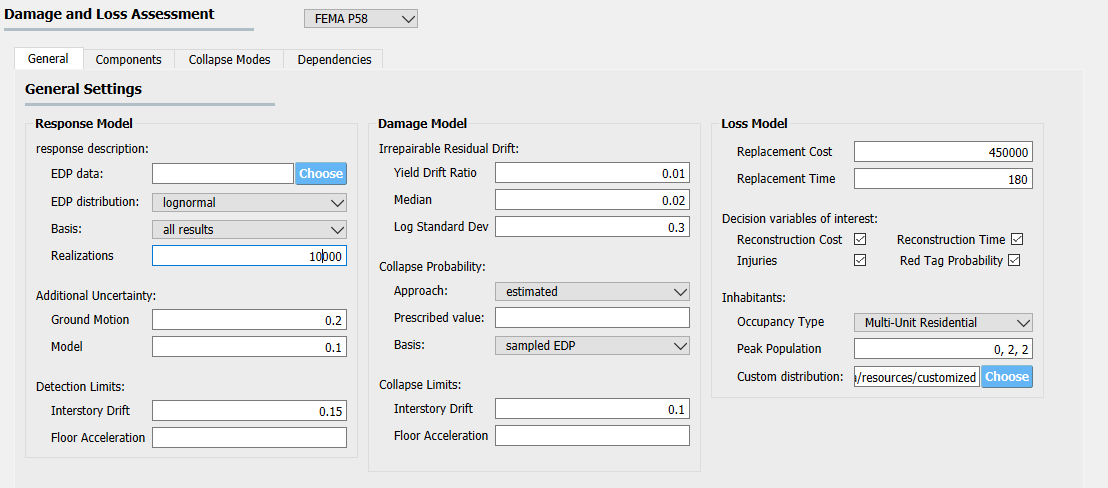 Damage and Loss Assessment
FEMA P58
General
Components
Collapse Modes
Dependencies
General Settings
Response Model
response description:
EDP data:
Choose
EDP distribution:
lognormal
Basis:
all results
Realizations
10000
Additional Uncertainty:
Ground Motion
0.2
Model
0.1
Detection Limits:
Interstory Drift
0.15
Floor Acceleration
Damage Model
Irrepairable Residual Drift:
Yield Drift Ratio
0.01
Median
0.02
Log Standard Dev
0.3
Collapse Probability:
Approach:
estimated
Prescribed value:
Basis:
sampled EDP
Collapse Limits:
Interstory Drift
0.1
Floor Acceleration
Loss Model
Replacement Cost
450000
Replacement Time
180
Decision variables of interest:
Reconstruction Cost
Reconstruction Time
Injuries
Red Tag Probability
Inhabitants:
Occupancy Type
Multi-Unit Residential
Peak Population
0, 2, 2
Custom distribution:
/resources/customized
Choose